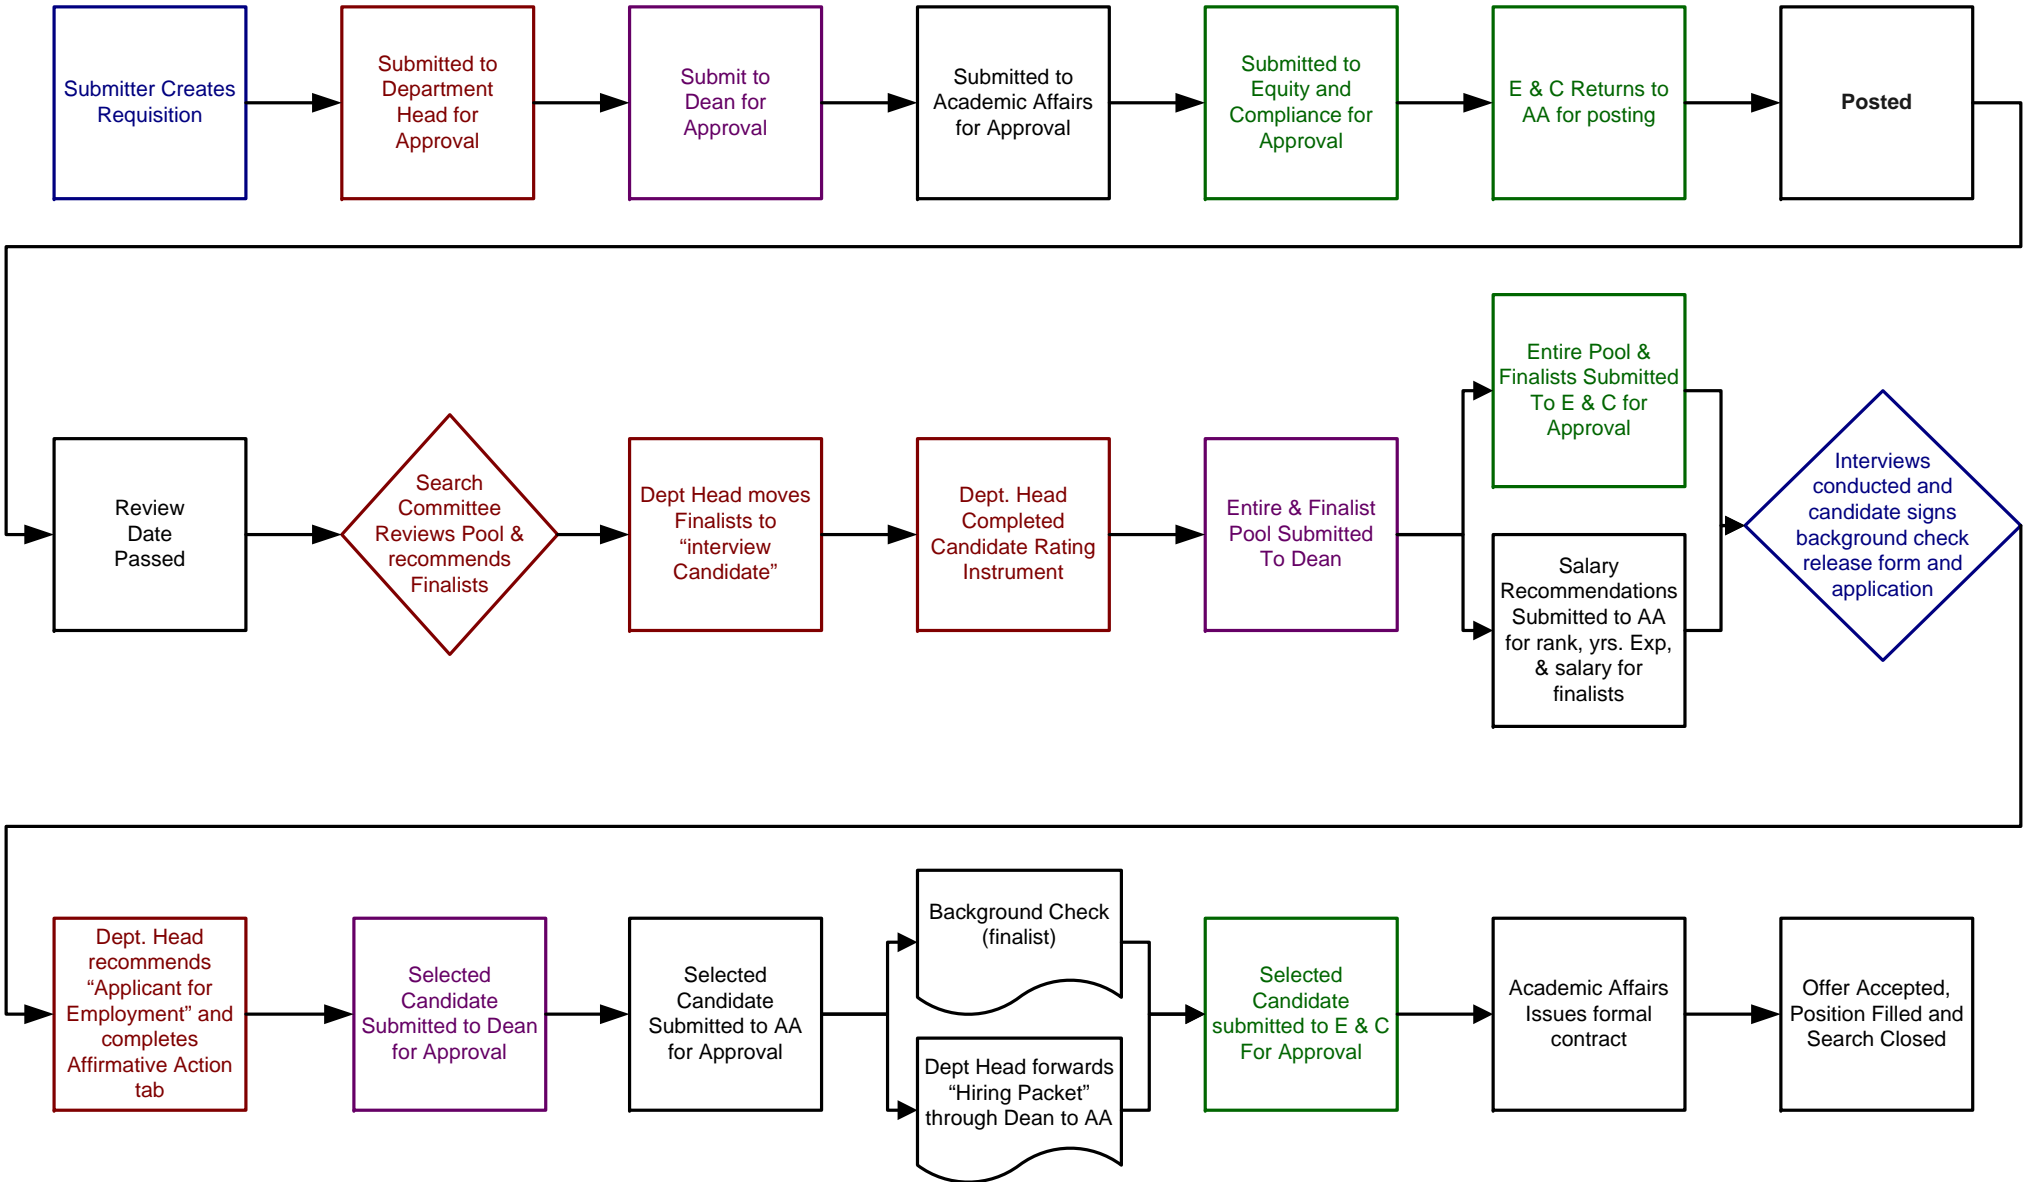 Submitter Creates
Requisition
Submitted to
Department
Head for
Approval
Submit to
Dean for
Approval
Submitted to
Academic Affairs
for Approval
Submitted to
Equity and
Compliance for
Approval
E & C Returns to
AA for posting
Posted
Review
Date
Passed
Search
Committee
Reviews Pool &
recommends
Finalists
Dept Head moves
Finalists to
“interview
Candidate”
Dept. Head
Completed
Candidate Rating
Instrument
Entire & Finalist
Pool Submitted
To Dean
Entire Pool &
Finalists Submitted
To E & C for
Approval
Salary
Recommendations
Submitted to AA
for rank, yrs. Exp,
& salary for
finalists
Interviews
conducted and
candidate signs
background check
release form and
application
Dept. Head
recommends
“Applicant for
Employment” and
completes
Affirmative Action
tab
Selected
Candidate
Submitted to Dean
for Approval
Selected
Candidate
Submitted to AA
for Approval
Background Check
(finalist)
Dept Head forwards
“Hiring Packet”
through Dean to AA
Selected
Candidate
submitted to E & C
For Approval
Academic Affairs
Issues formal
contract
Offer Accepted,
Position Filled and
Search Closed